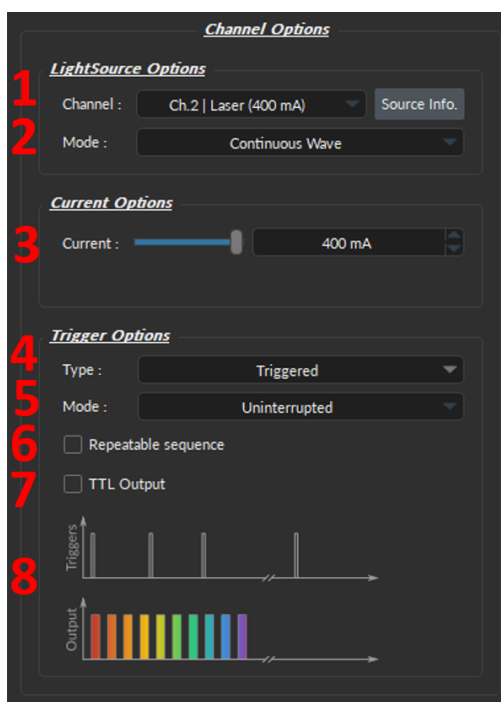 Channel Options
LightSource Options
1
Channel : Ch.2 | Laser (400 mA) Source Info.
2
Mode : Continuous Wave
Current Options
3
Current : 400 mA
Trigger Options
4
Type : Triggered
5
Mode : Uninterrupted
6
Repeatable sequence
7
TTL Output
Triggers
8
Output